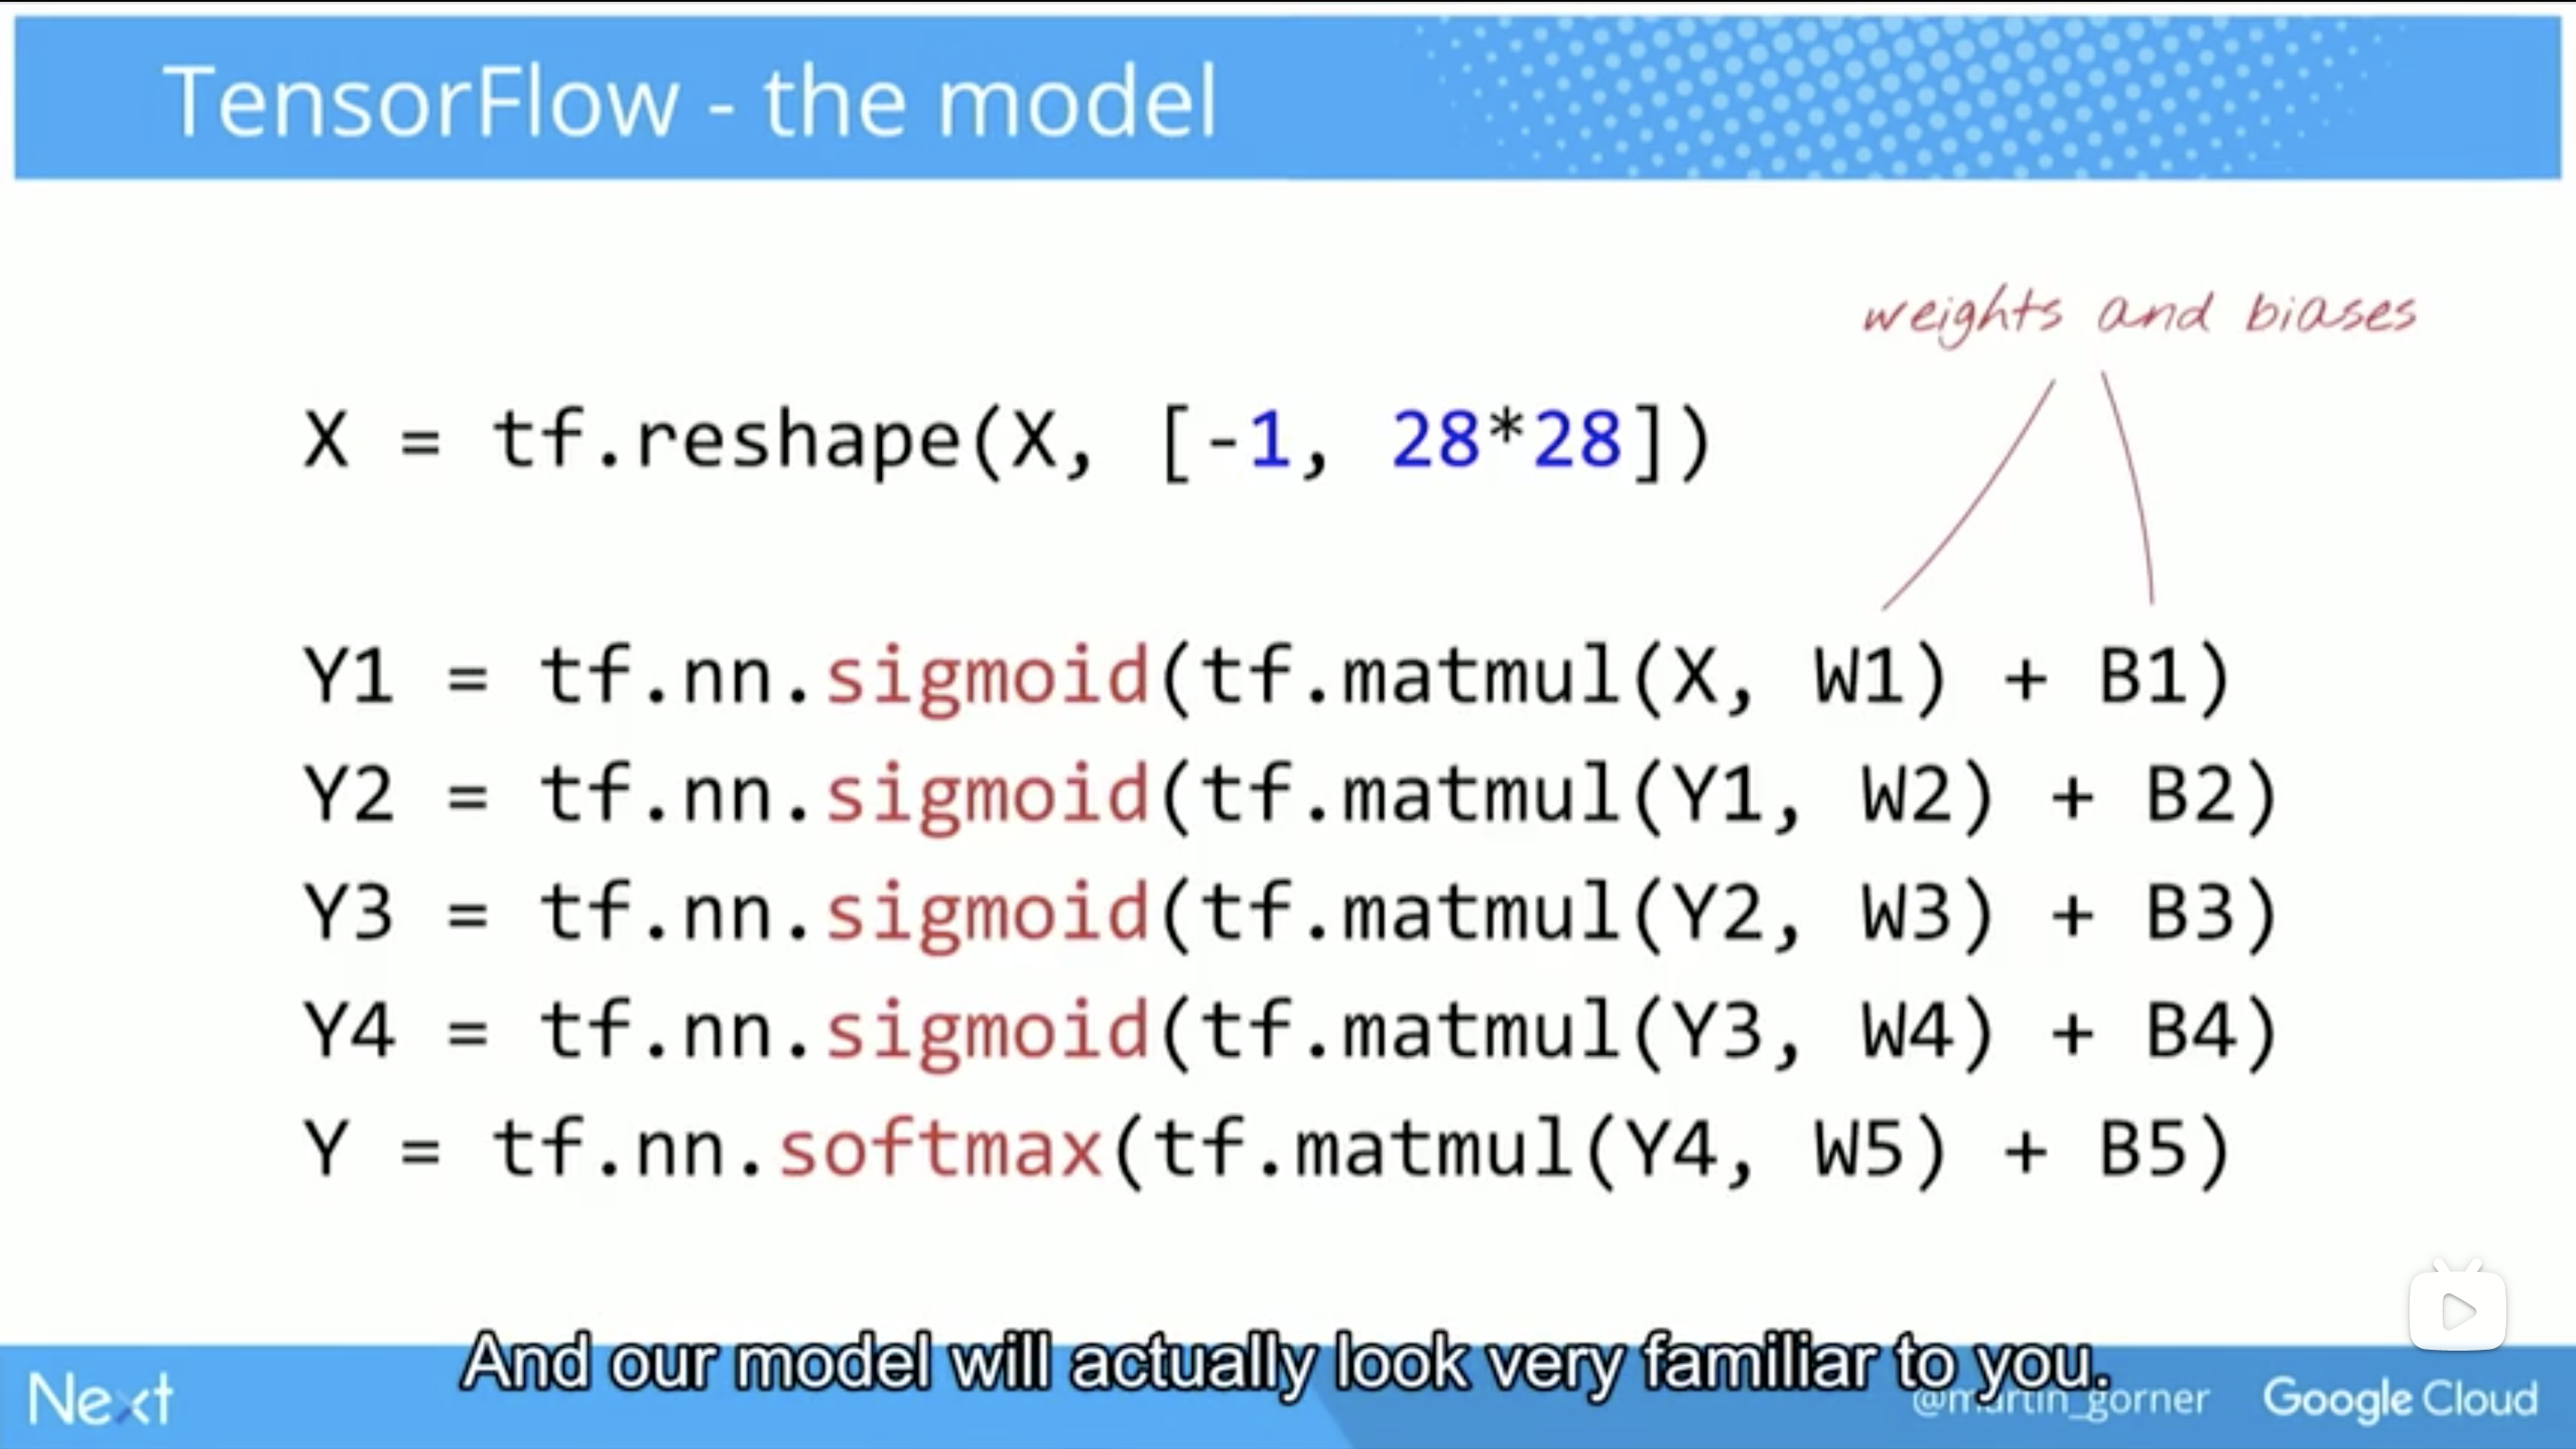 TensorFlow - the model
weights and biases
X = tf.reshape(X, [-1, 28*28])
Y1 = tf.nn.sigmoid(tf.matmul(X, W1) + B1)
Y2 = tf.nn.sigmoid(tf.matmul(Y1, W2) + B2)
Y3 = tf.nn.sigmoid(tf.matmul(Y2, W3) + B3)
Y4 = tf.nn.sigmoid(tf.matmul(Y3, W4) + B4)
Y = tf.nn.softmax(tf.matmul(Y4, W5) + B5)
And our model will actually look very familiar to you.
Next
@martin_gorner
Google Cloud